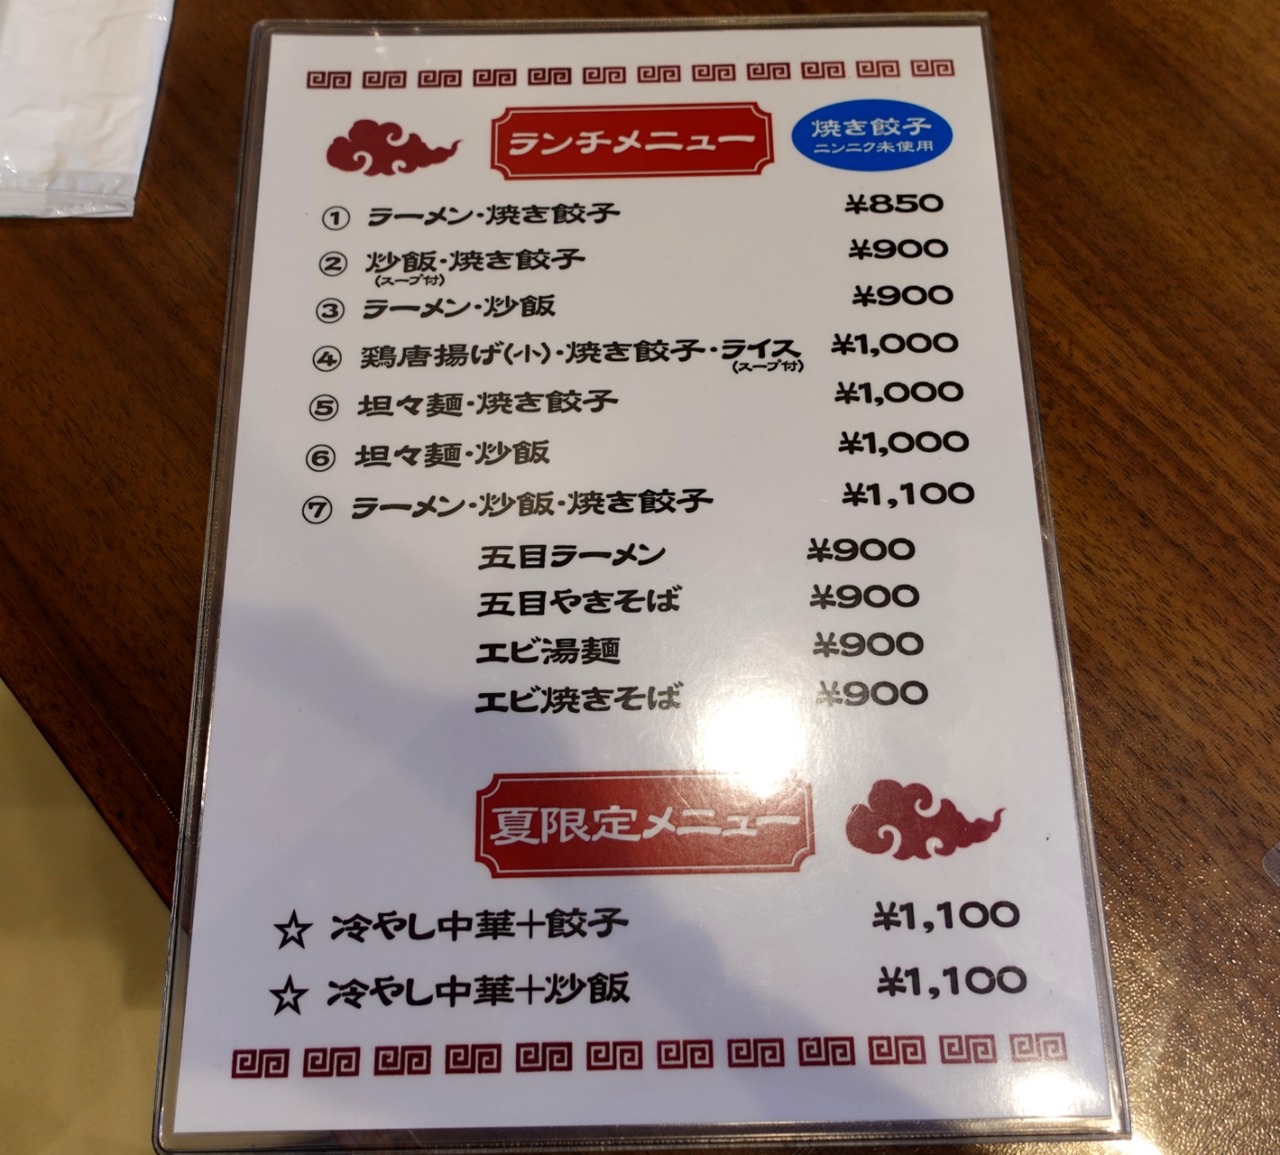 ランチメニュー
焼き餃子
ニンニク未使用
① ラーメン・焼き餃子 ¥850
② 炒飯・焼き餃子 ¥900
(スープ付)
③ ラーメン・炒飯 ¥900
④ 鶏唐揚げ(小)・焼き餃子・ライス ¥1,000
(スープ付)
⑤ 坦々麺・焼き餃子 ¥1,000
⑥ 坦々麺・炒飯 ¥1,000
⑦ ラーメン・炒飯・焼き餃子 ¥1,100
五目ラーメン ¥900
五目やきそば ¥900
エビ湯麺 ¥900
エビ焼きそば ¥900
夏限定メニュー
☆ 冷やし中華+餃子 ¥1,100
☆ 冷やし中華+炒飯 ¥1,100